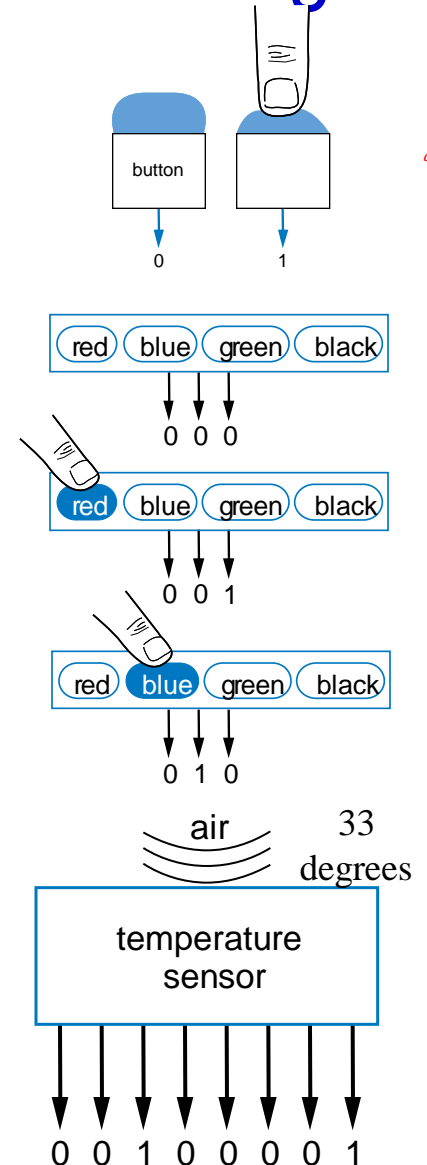 button
0 1
red blue green black
0 0 0
red blue green black
0 0 1
red blue green black
0 1 0
air 33
degrees
temperature
sensor
0 0 1 0 0 0 0 1